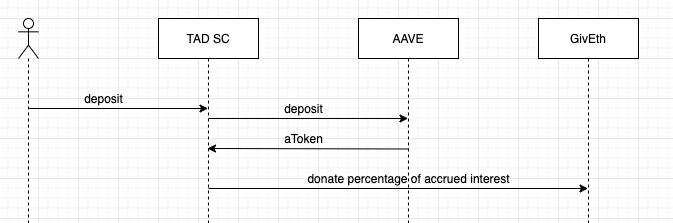 TAD SC
AAVE
GivEth
deposit
deposit
aToken
donate percentage of accrued interest